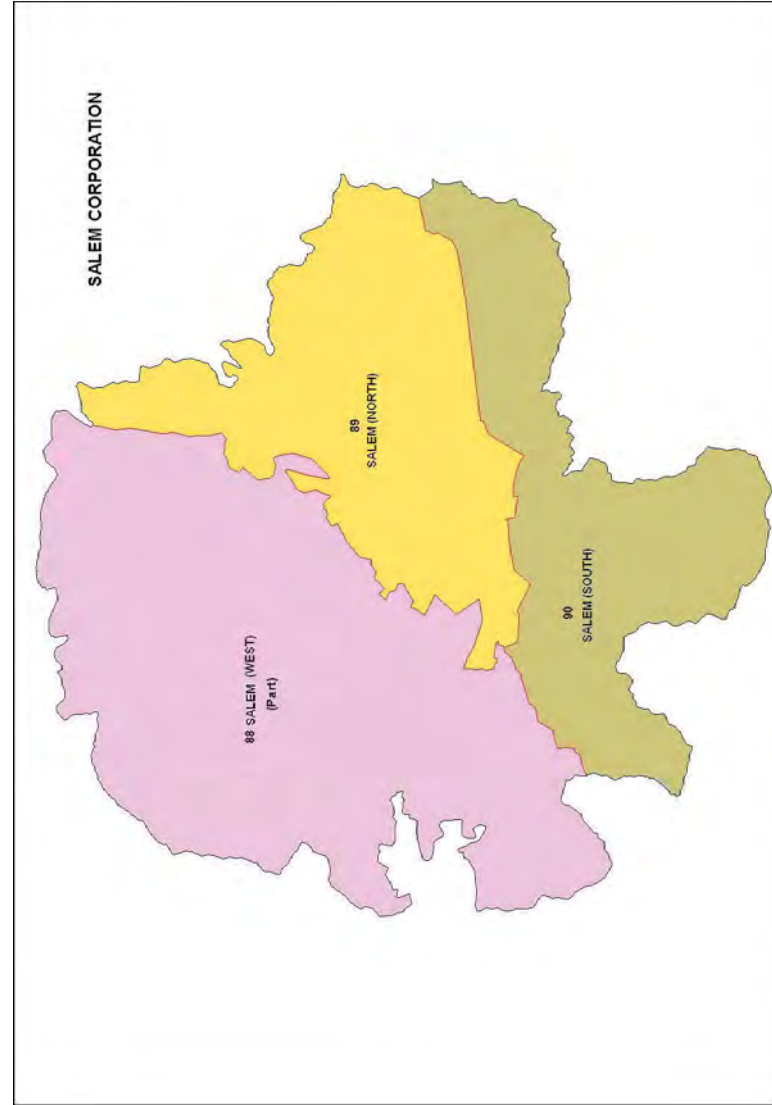 SALEM CORPORATION
88 SALEM (WEST)
(Part)
89
SALEM (NORTH)
90
SALEM (SOUTH)